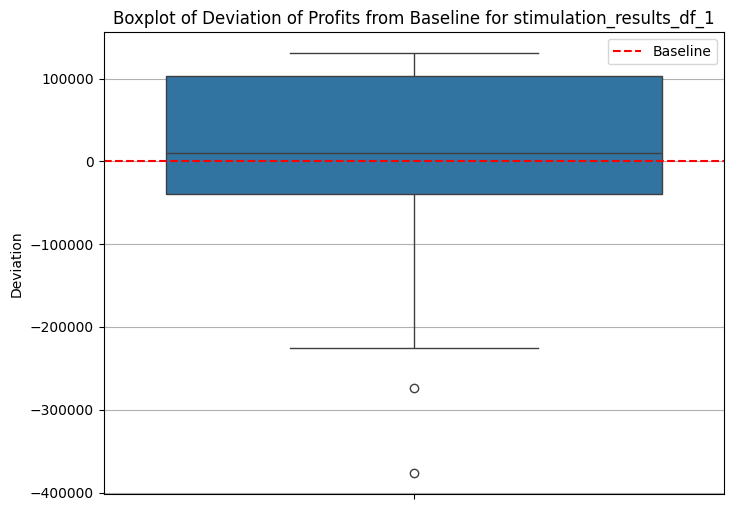 Boxplot of Deviation of Profits from Baseline for stimulation_results_df_1
Baseline
100000
0
−100000
−200000
−300000
−400000
Deviation